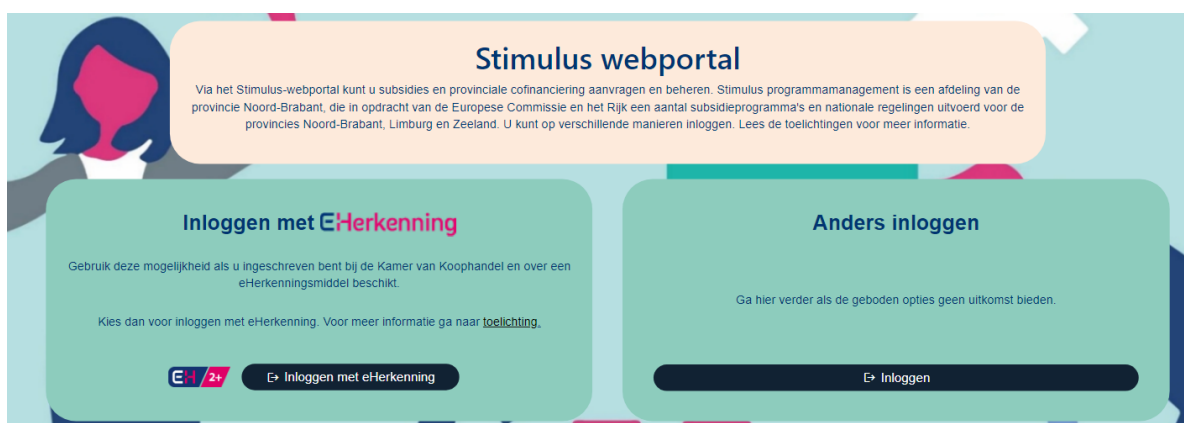 Stimulus webportal
Via het Stimulus-webportal kunt u subsidies en provinciale cofinanciering aanvragen en beheren. Stimulus programmamanagement is een afdeling van de
provincie Noord-Brabant, die in opdracht van de Europese Commissie en het Rijk een aantal subsidieprogramma's en nationale regelingen uitvoerd voor de
provincies Noord-Brabant, Limburg en Zeeland. U kunt op verschillende manieren inloggen. Lees de toelichtingen voor meer informatie.
Inloggen met eHerkenning
Gebruik deze mogelijkheid als u ingeschreven bent bij de Kamer van Koophandel en over een
eHerkenningsmiddel beschikt.
Kies dan voor inloggen met eHerkenning. Voor meer informatie ga naar toelichting.
EH 2+
Inloggen met eHerkenning
Anders inloggen
Ga hier verder als de geboden opties geen uitkomst bieden.
Inloggen